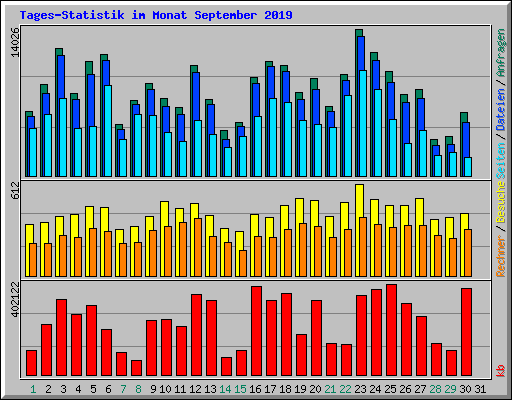 Tages-Statistik im Monat September 2019
14026
612
402122
Rechner / Besuche Seiten / Dateien / Anfragen
kb
1 2 3 4 5 6 7 8 9 10 11 12 13 14 15 16 17 18 19 20 21 22 23 24 25 26 27 28 29 30 31